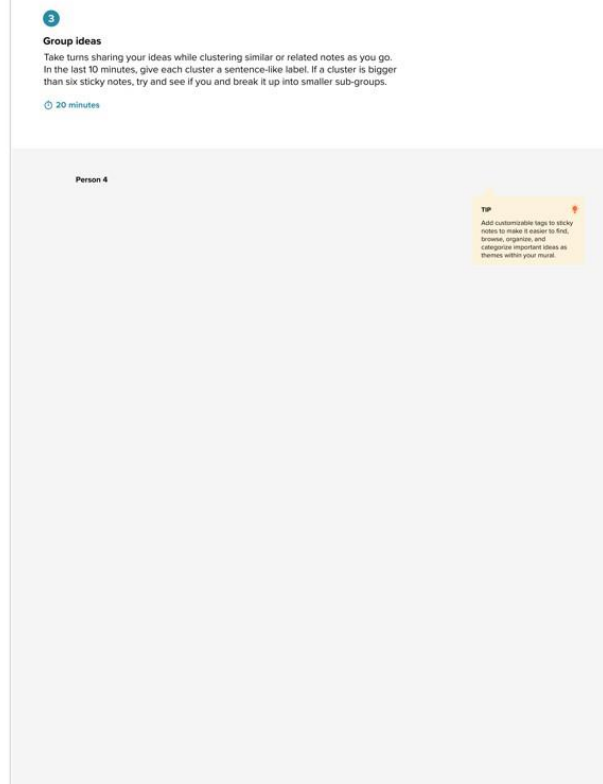 3
Group ideas
Take turns sharing your ideas while clustering similar or related notes as you go.
In the last 10 minutes, give each cluster a sentence-like label. If a cluster is bigger
than six sticky notes, try and see if you and break it up into smaller sub-groups.
20 minutes
Person 4
TIP
Add customizable tags to sticky
notes to make it easier to find,
browse, organize, and
categorize important ideas as
themes within your mural.